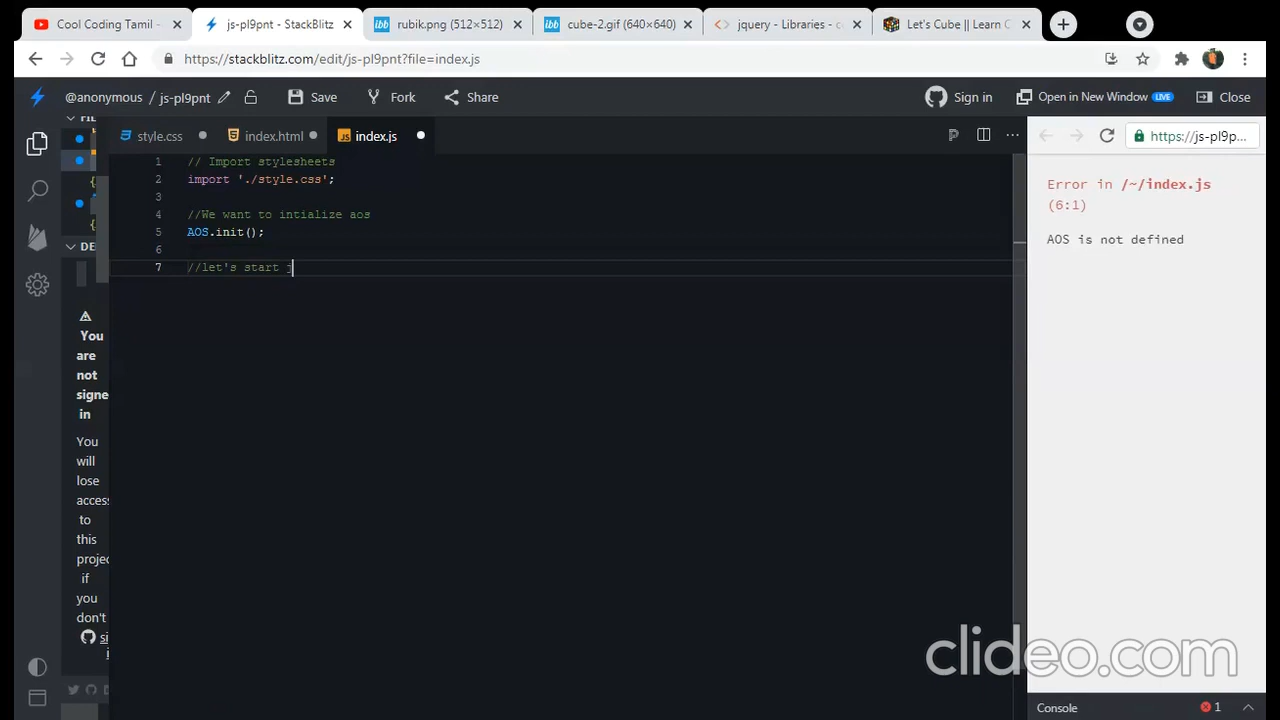 Cool Coding Tamil -
js-pl9pnt - StackBlitz
rubik.png (512×512)
cube-2.gif (640×640)
jquery - Libraries - c
Let's Cube || Learn C
https://stackblitz.com/edit/js-pl9pnt?file=index.js
@anonymous / js-pl9pnt
Save
Fork
Share
Sign in
Open in New Window LIVE
Close
style.css
index.html
index.js
https://js-pl9p...
1 // Import stylesheets
2 import './style.css';
3
4 //We want to intialize aos
5 AOS.init();
6
7 //let's start j
Error in /~/index.js
(6:1)
AOS is not defined
DE
You
are
not
signe
in
You
will
lose
acces
to
this
projec
if
you
don't
si
clideo.com
Console
1